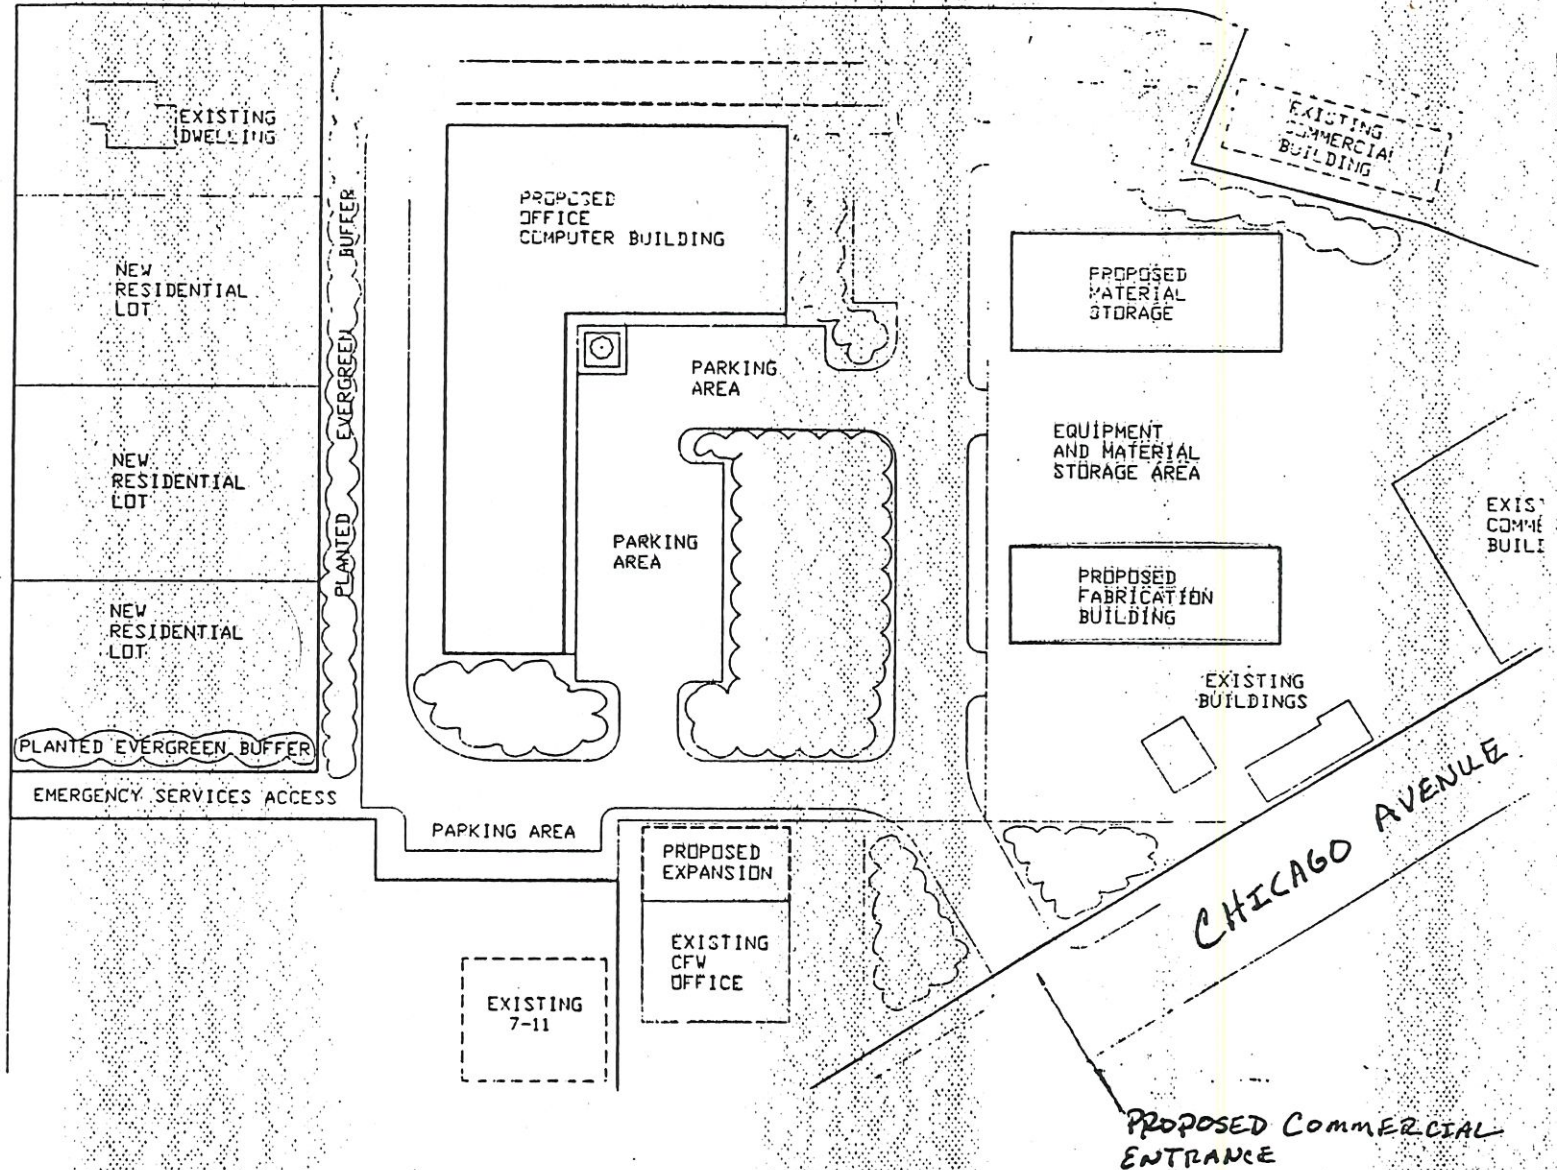 EXISTING
DWELLING
EXISTING
COMMERCIAL
BUILDING
PROPOSED
OFFICE
COMPUTER BUILDING
PLANTED EVERGREEN BUFFER
NEW
RESIDENTIAL
LOT
PROPOSED
MATERIAL
STORAGE
PARKING
AREA
EQUIPMENT
AND MATERIAL
STORAGE AREA
NEW
RESIDENTIAL
LOT
EXIST
COMME
BUILD
PARKING
AREA
PROPOSED
FABRICATION
BUILDING
NEW
RESIDENTIAL
LOT
EXISTING
BUILDINGS
PLANTED EVERGREEN BUFFER
EMERGENCY SERVICES ACCESS
PARKING AREA
PROPOSED
EXPANSION
CHICAGO AVENUE
EXISTING
CFW
OFFICE
EXISTING
7-11
PROPOSED COMMERCIAL
ENTRANCE